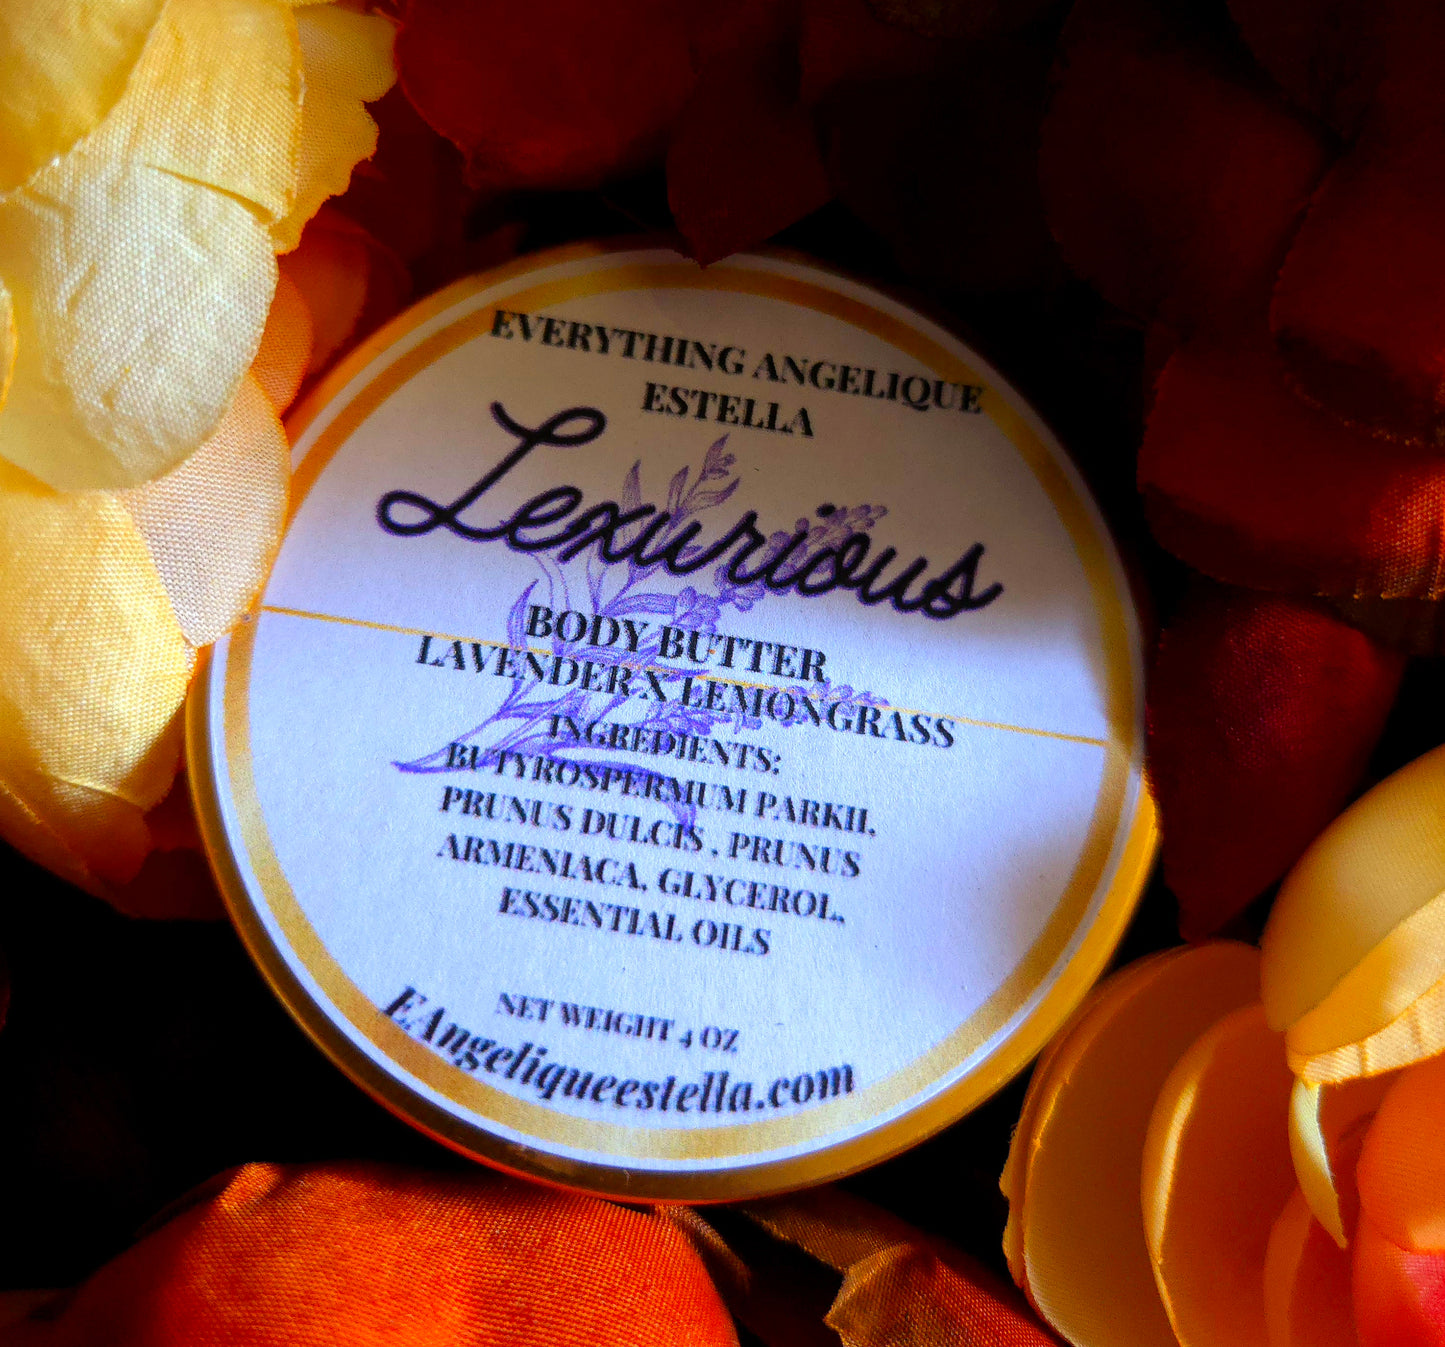 EVERYTHING ANGELIQUE
ESTELLA
Lexurious
BODY BUTTER
LAVENDER X LEMONGRASS
INGREDIENTS:
BUTYROSPERMUM PARKII,
PRUNUS DULCIS , PRUNUS
ARMENIACA, GLYCEROL,
ESSENTIAL OILS
NET WEIGHT 4 OZ
EAngeliqueestella.com